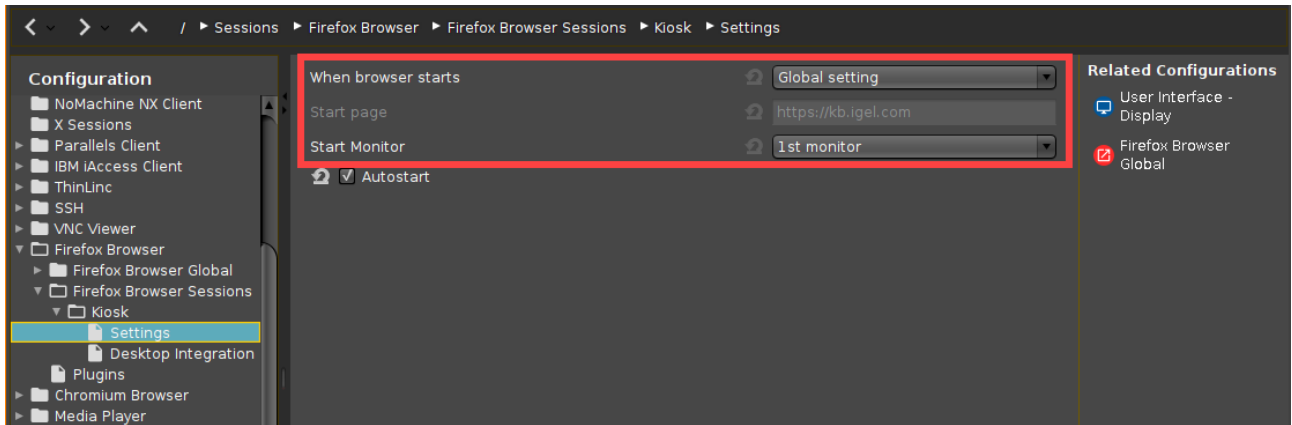 / Sessions Firefox Browser Firefox Browser Sessions Kiosk Settings
Configuration
NoMachine NX Client
X Sessions
Parallels Client
IBM iAccess Client
ThinLinc
SSH
VNC Viewer
Firefox Browser
Firefox Browser Global
Firefox Browser Sessions
Kiosk
Settings
Desktop Integration
Plugins
Chromium Browser
Media Player
When browser starts Global setting
Start page https://kb.igel.com
Start Monitor 1st monitor
Autostart
Related Configurations
User Interface -
Display
Firefox Browser
Global